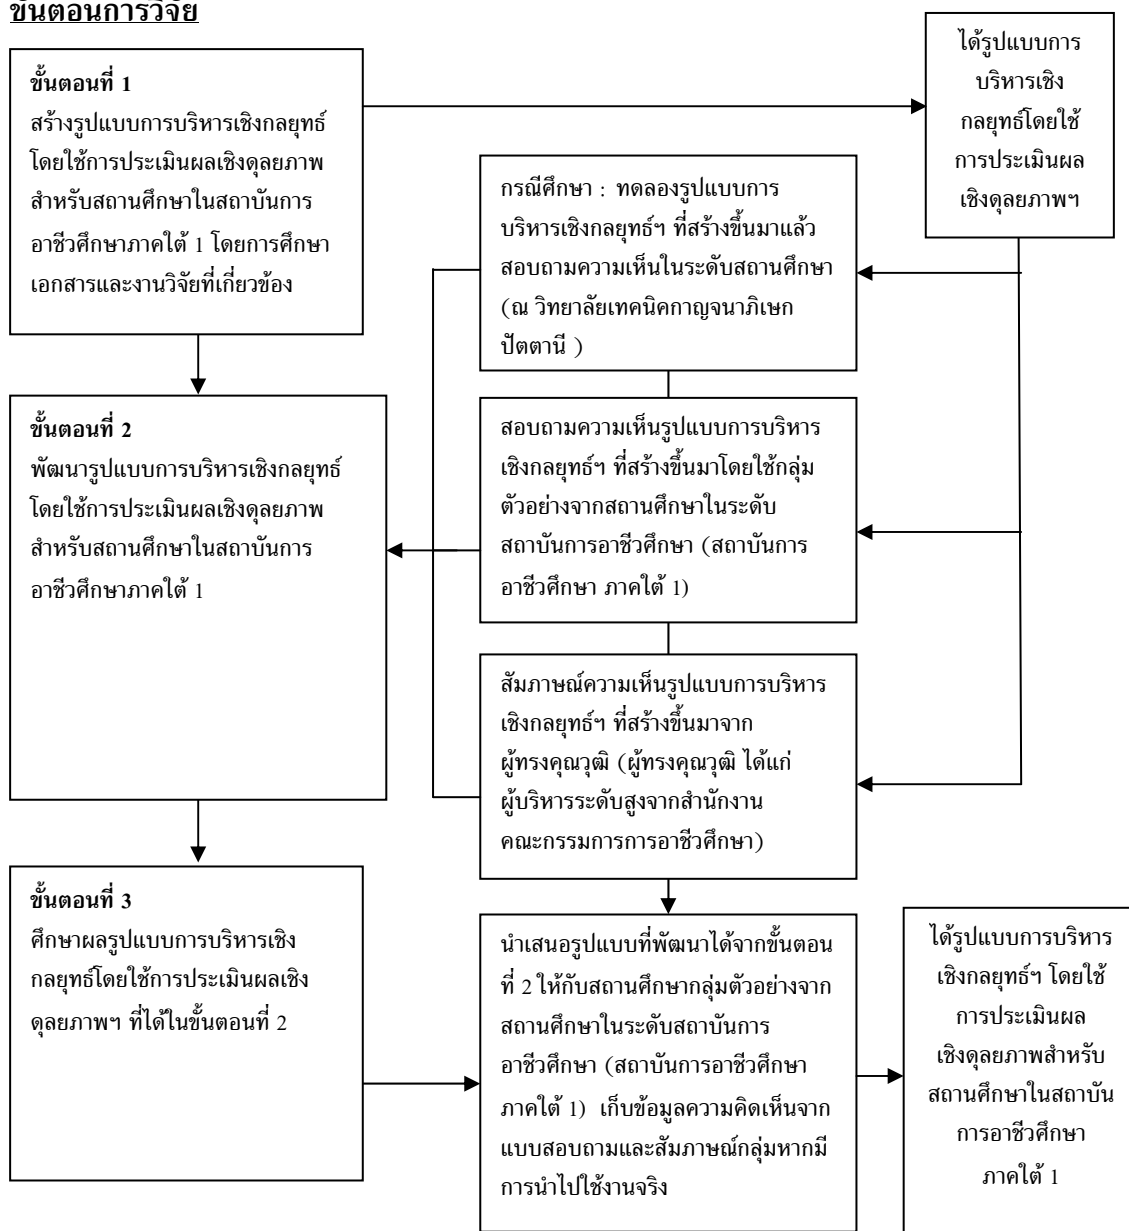 ขั้นตอนการวิจัย
ขั้นตอนที่ 1
สร้างรูปแบบการบริหารเชิงกลยุทธ์
โดยใช้การประเมินผลเชิงดุลยภาพ
สำหรับสถานศึกษาในสถาบันการ
อาชีวศึกษาภาคใต้ 1 โดยการศึกษา
เอกสารและงานวิจัยที่เกี่ยวข้อง
ได้รูปแบบการ
บริหารเชิง
กลยุทธ์โดยใช้
การประเมินผล
เชิงดุลยภาพฯ
กรณีศึกษา : ทดลองรูปแบบการ
บริหารเชิงกลยุทธ์ฯ ที่สร้างขึ้นมาแล้ว
สอบถามความเห็นในระดับสถานศึกษา
(ณ วิทยาลัยเทคนิคกาญจนาภิเษก
ปัตตานี )
ขั้นตอนที่ 2
พัฒนารูปแบบการบริหารเชิงกลยุทธ์
โดยใช้การประเมินผลเชิงดุลยภาพ
สำหรับสถานศึกษาในสถาบันการ
อาชีวศึกษาภาคใต้ 1
สอบถามความเห็นรูปแบบการบริหาร
เชิงกลยุทธ์ฯ ที่สร้างขึ้นมาโดยใช้กลุ่ม
ตัวอย่างจากสถานศึกษาในระดับ
สถาบันการอาชีวศึกษา (สถาบันการ
อาชีวศึกษา ภาคใต้ 1)
สัมภาษณ์ความเห็นรูปแบบการบริหาร
เชิงกลยุทธ์ฯ ที่สร้างขึ้นมาจาก
ผู้ทรงคุณวุฒิ (ผู้ทรงคุณวุฒิ ได้แก่
ผู้บริหารระดับสูงจากสำนักงาน
คณะกรรมการการอาชีวศึกษา)
ขั้นตอนที่ 3
ศึกษาผลรูปแบบการบริหารเชิง
กลยุทธ์โดยใช้การประเมินผลเชิง
ดุลยภาพฯ ที่ได้ในขั้นตอนที่ 2
นำเสนอรูปแบบที่พัฒนาได้จากขั้นตอน
ที่ 2 ให้กับสถานศึกษากลุ่มตัวอย่างจาก
สถานศึกษาในระดับสถาบันการ
อาชีวศึกษา (สถาบันการอาชีวศึกษา
ภาคใต้ 1) เก็บข้อมูลความคิดเห็นจาก
แบบสอบถามและสัมภาษณ์กลุ่มหากมี
การนำไปใช้งานจริง
ได้รูปแบบการบริหาร
เชิงกลยุทธ์ฯ โดยใช้
การประเมินผล
เชิงดุลยภาพสำหรับ
สถานศึกษาในสถาบัน
การอาชีวศึกษา
ภาคใต้ 1